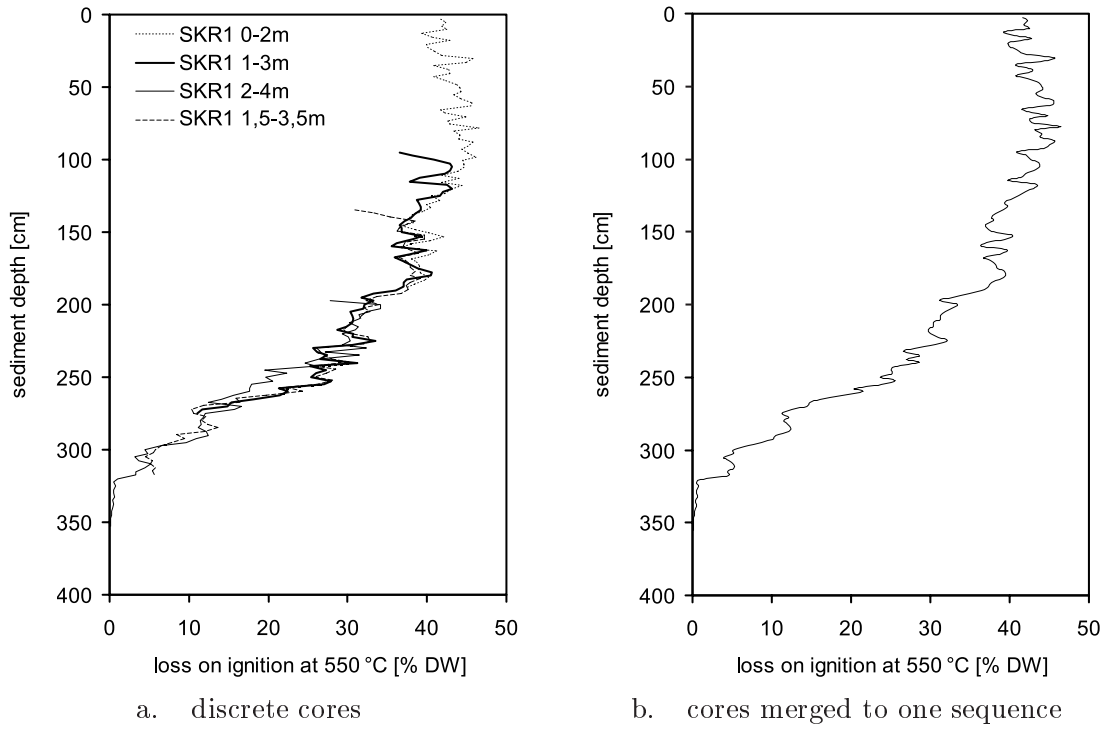 SKR1 0-2m
SKR1 1-3m
SKR1 2-4m
SKR1 1,5-3,5m
0
50
100
150
200
250
300
350
400
sediment depth [cm]
0 10 20 30 40 50
loss on ignition at 550 °C [% DW]
a. discrete cores
0
50
100
150
200
250
300
350
400
sediment depth [cm]
0 10 20 30 40 50
loss on ignition at 550 °C [% DW]
b. cores merged to one sequence